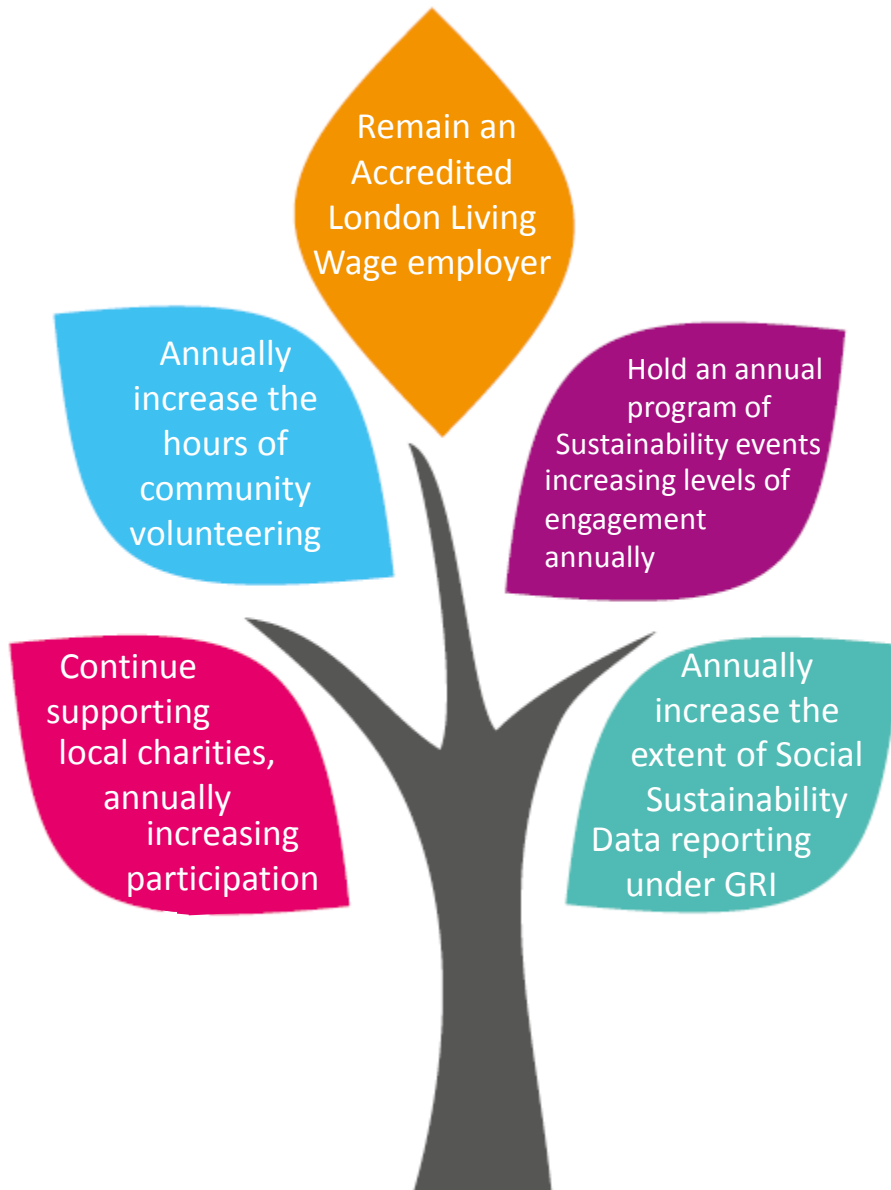 Remain an
Accredited
London Living
Wage employer
Annually
increase the
hours of
community
volunteering
Hold an annual
program of
Sustainability events
increasing levels of
engagement
annually
Continue
supporting
local charities,
annually
increasing
participation
Annually
increase the
extent of Social
Sustainability
Data reporting
under GRI